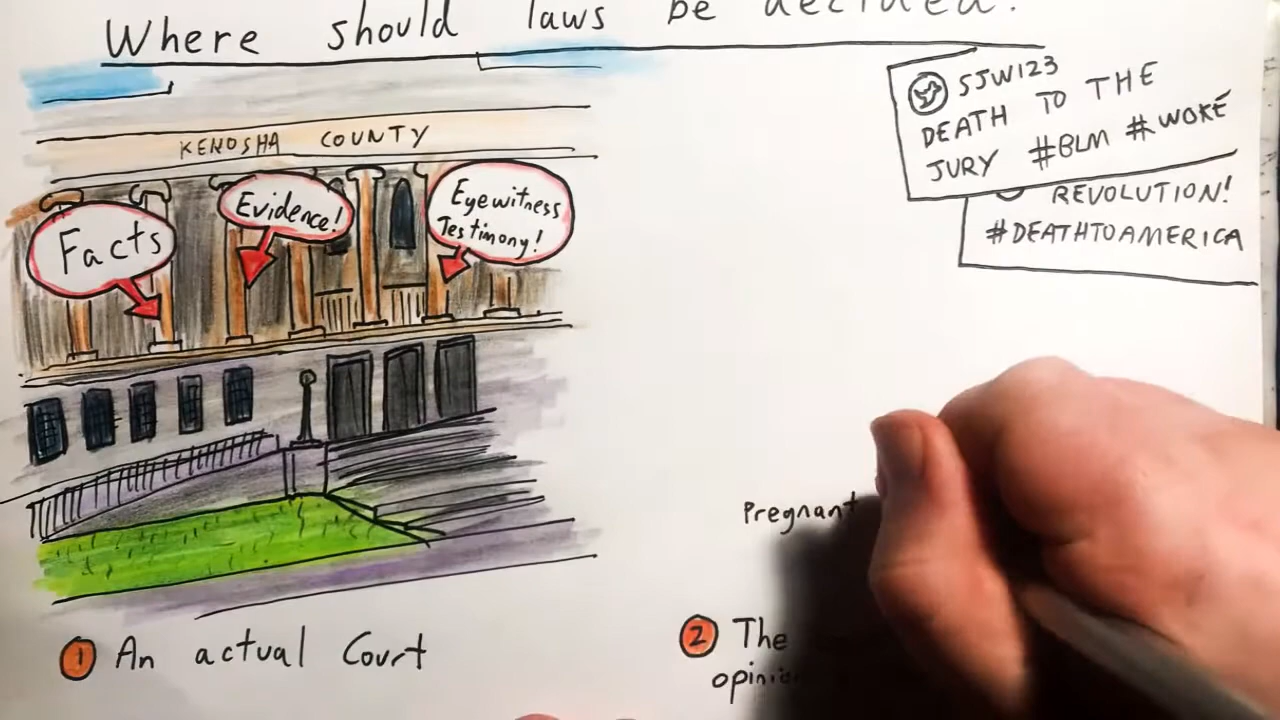 Where should laws be decided?
KENOSHA COUNTY
Facts
Evidence!
Eyewitness
Testimony!
1 An actual Court
SJW123
DEATH TO THE
JURY #BLM #WOKE
REVOLUTION!
#DEATHTOAMERICA
Pregnant
2 The